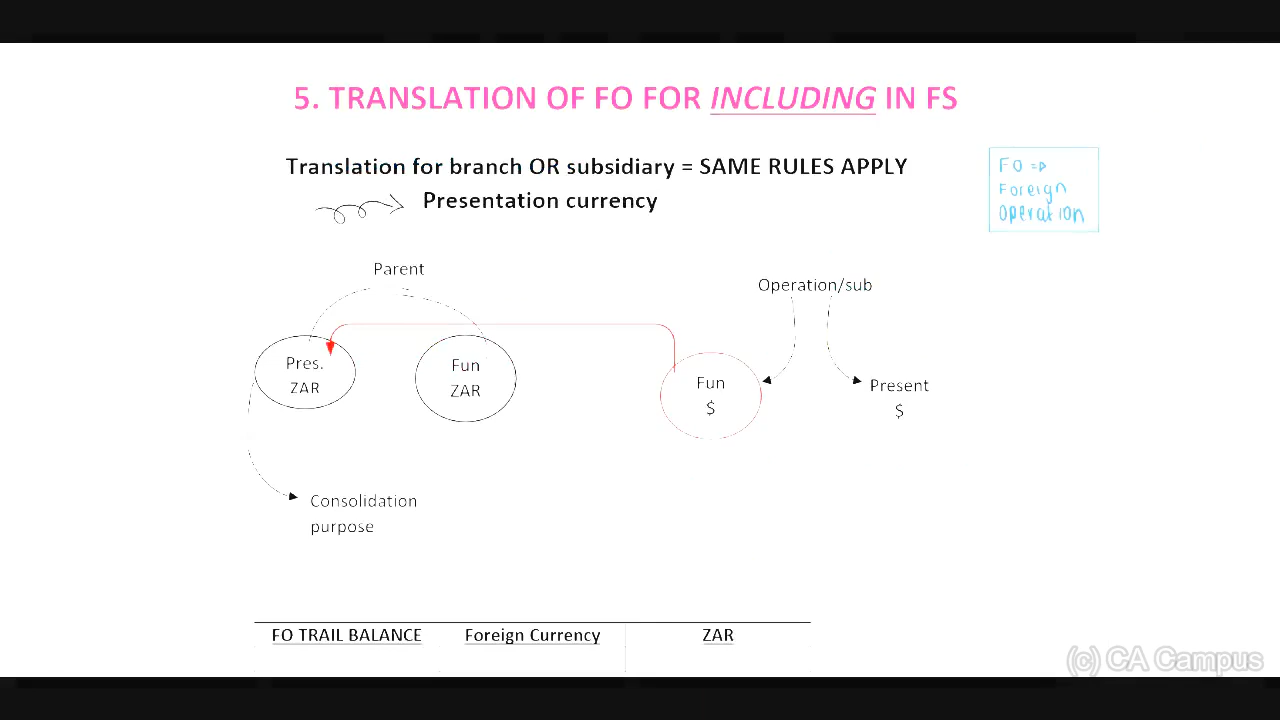 5. TRANSLATION OF FO FOR INCLUDING IN FS
Translation for branch OR subsidiary = SAME RULES APPLY
Presentation currency
FO =>
Foreign
Operation
Parent
Operation/sub
Pres.
ZAR
Fun
ZAR
Fun
$
Present
$
Consolidation
purpose
FO TRAIL BALANCE Foreign Currency ZAR
(c) CA Campus